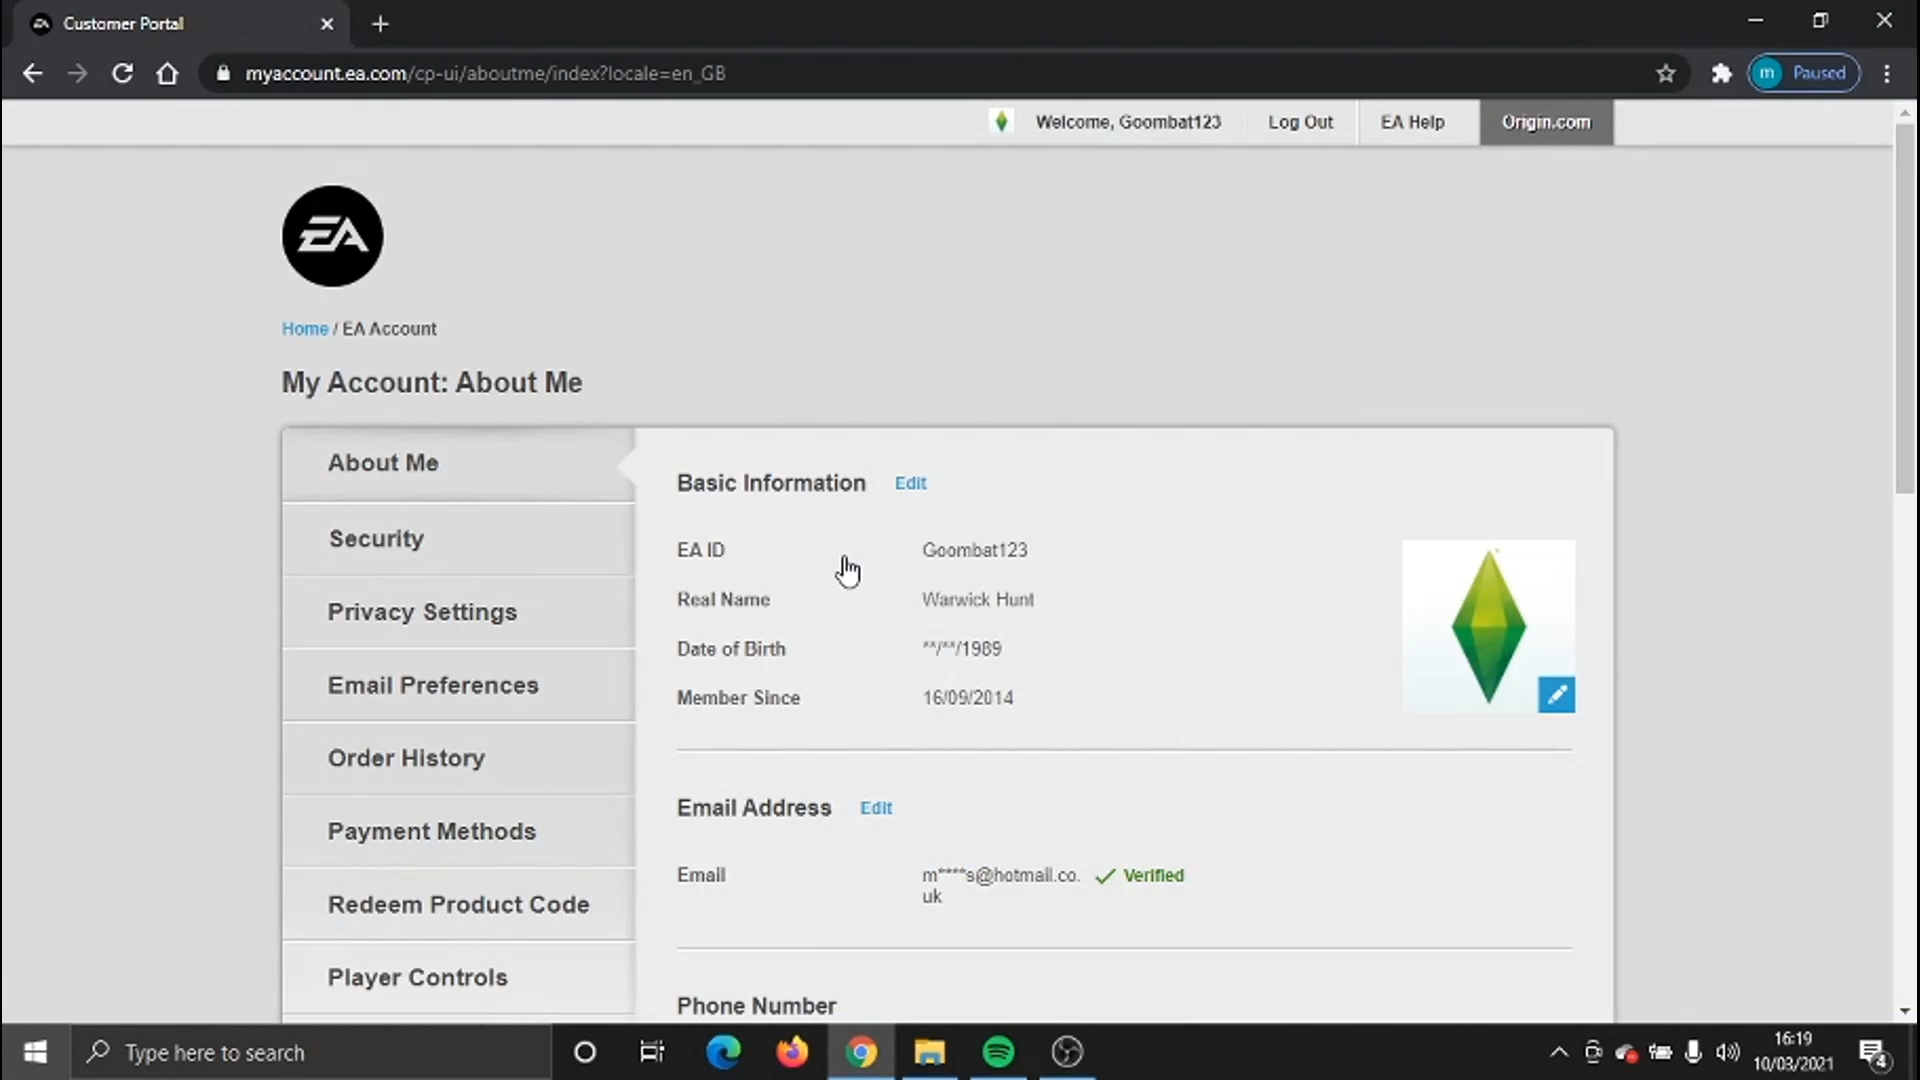 EA Customer Portal
myaccount.ea.com/cp-ui/aboutme/index?locale=en_GB
m Paused
Welcome, Goombat123 Log Out EA Help Origin.com
EA
Home / EA Account
My Account: About Me
About Me
Security
Privacy Settings
Email Preferences
Order History
Payment Methods
Redeem Product Code
Player Controls
Basic Information Edit
EA ID Goombat123
Real Name Warwick Hunt
Date of Birth **/**/1989
Member Since 16/09/2014
Email Address Edit
Email m****s@hotmail.co. Verified
uk
Phone Number
Type here to search
16:19
10/03/2021
4